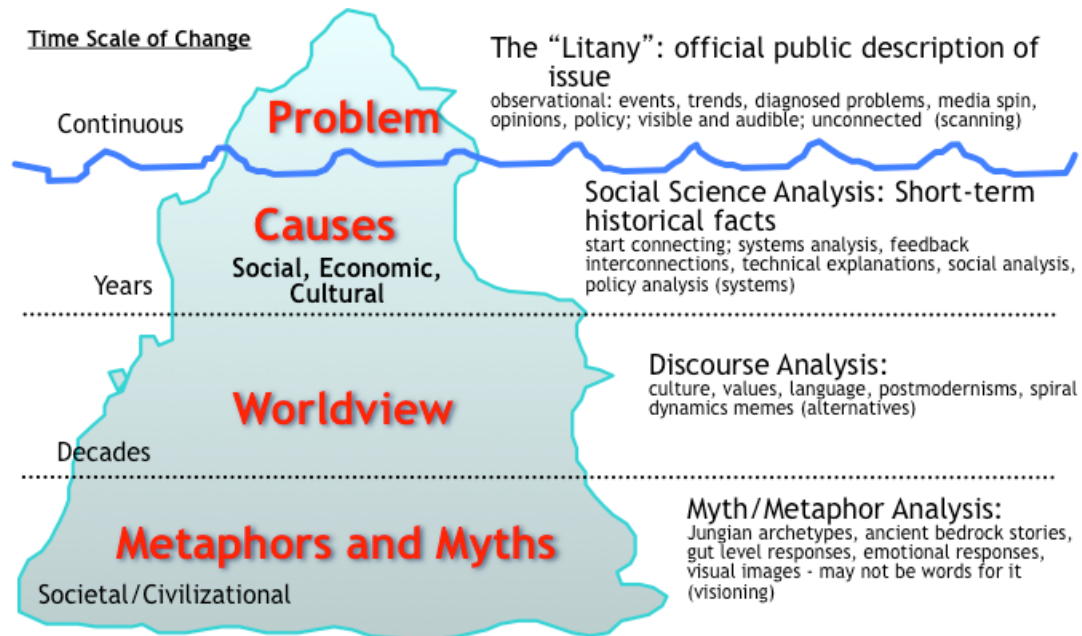 Time Scale of Change
The “Litany”: official public description of
issue
observational: events, trends, diagnosed problems, media spin,
opinions, policy; visible and audible; unconnected (scanning)
Problem
Continuous
Social Science Analysis: Short-term
historical facts
start connecting; systems analysis, feedback
interconnections, technical explanations, social analysis,
policy analysis (systems)
Causes
Social, Economic,
Cultural
Years
Discourse Analysis:
culture, values, language, postmodernisms, spiral
dynamics memes (alternatives)
Worldview
Decades
Myth/Metaphor Analysis:
Jungian archetypes, ancient bedrock stories,
gut level responses, emotional responses,
visual images - may not be words for it
(visioning)
Metaphors and Myths
Societal/Civilizational